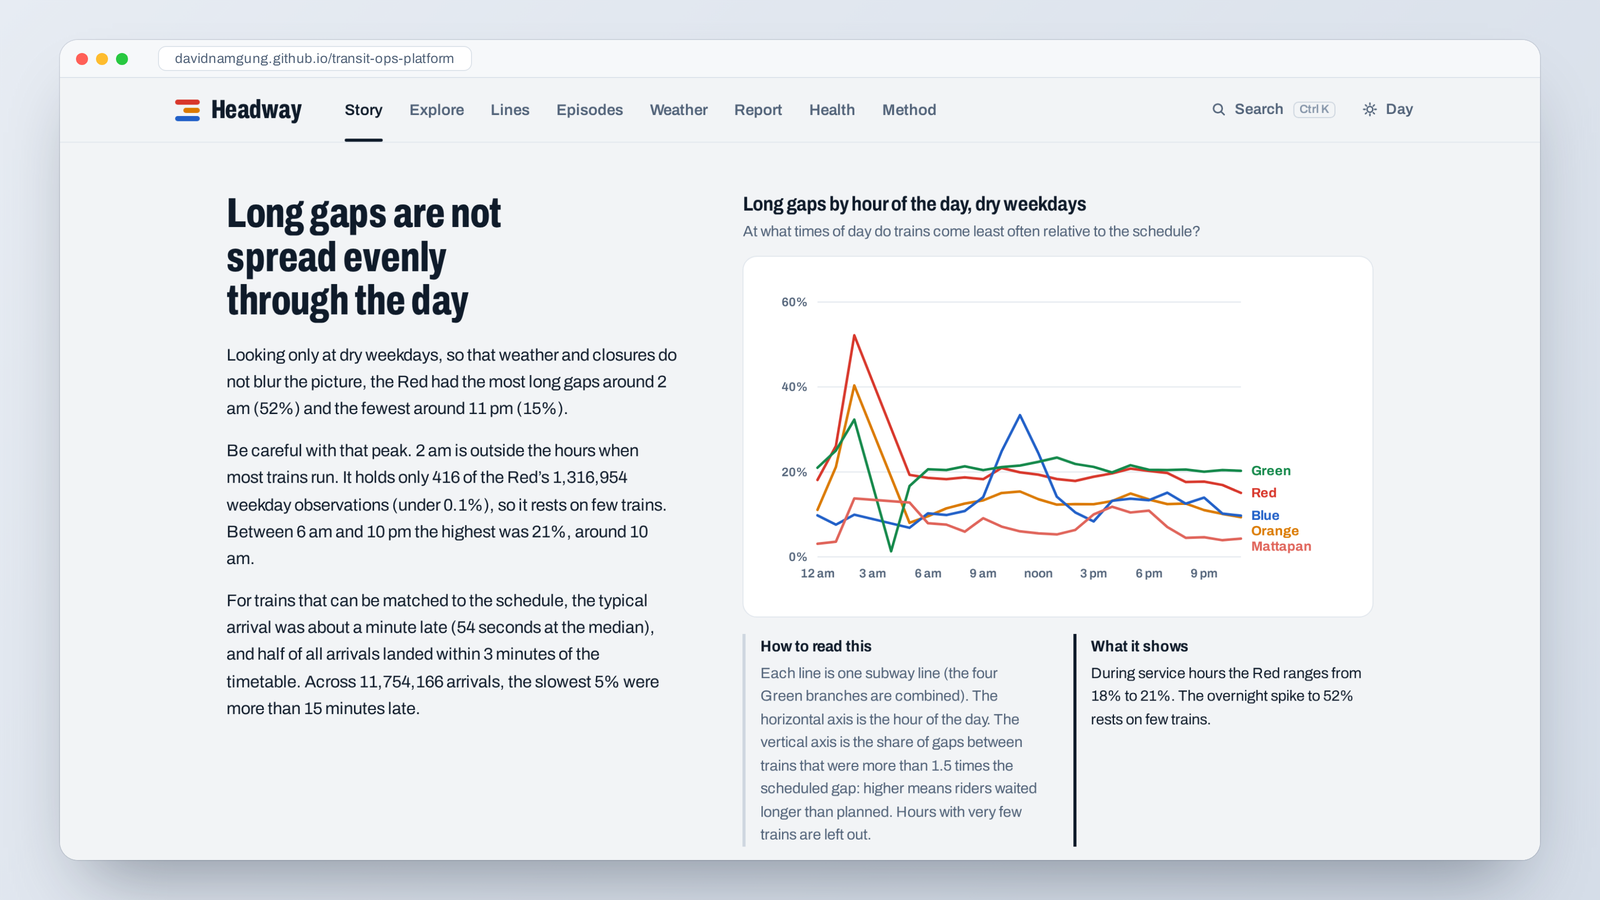 davidnamgung.github.io/transit-ops-platform
Headway
Story
Explore
Lines
Episodes
Weather
Report
Health
Method
Search
Ctrl K
Day
Long gaps are not
spread evenly
through the day
Looking only at dry weekdays, so that weather and closures do
not blur the picture, the Red had the most long gaps around 2
am (52%) and the fewest around 11 pm (15%).
Be careful with that peak. 2 am is outside the hours when
most trains run. It holds only 416 of the Red’s 1,316,954
weekday observations (under 0.1%), so it rests on few trains.
Between 6 am and 10 pm the highest was 21%, around 10
am.
For trains that can be matched to the schedule, the typical
arrival was about a minute late (54 seconds at the median),
and half of all arrivals landed within 3 minutes of the
timetable. Across 11,754,166 arrivals, the slowest 5% were
more than 15 minutes late.
Long gaps by hour of the day, dry weekdays
At what times of day do trains come least often relative to the schedule?
60%
40%
20%
0%
12 am
3 am
6 am
9 am
noon
3 pm
6 pm
9 pm
Green
Red
Blue
Orange
Mattapan
How to read this
Each line is one subway line (the four
Green branches are combined). The
horizontal axis is the hour of the day. The
vertical axis is the share of gaps between
trains that were more than 1.5 times the
scheduled gap: higher means riders waited
longer than planned. Hours with very few
trains are left out.
What it shows
During service hours the Red ranges from
18% to 21%. The overnight spike to 52%
rests on few trains.